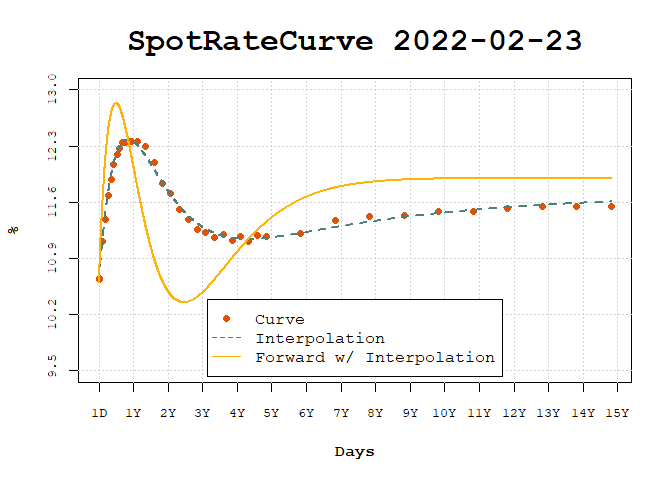 SpotRateCurve 2022-02-23
%
13.0
12.3
11.6
10.9
10.2
9.5
Curve
Interpolation
Forward w/ Interpolation
1D 1Y 2Y 3Y 4Y 5Y 7Y 8Y 9Y 10Y 11Y 12Y 13Y 14Y 15Y
Days